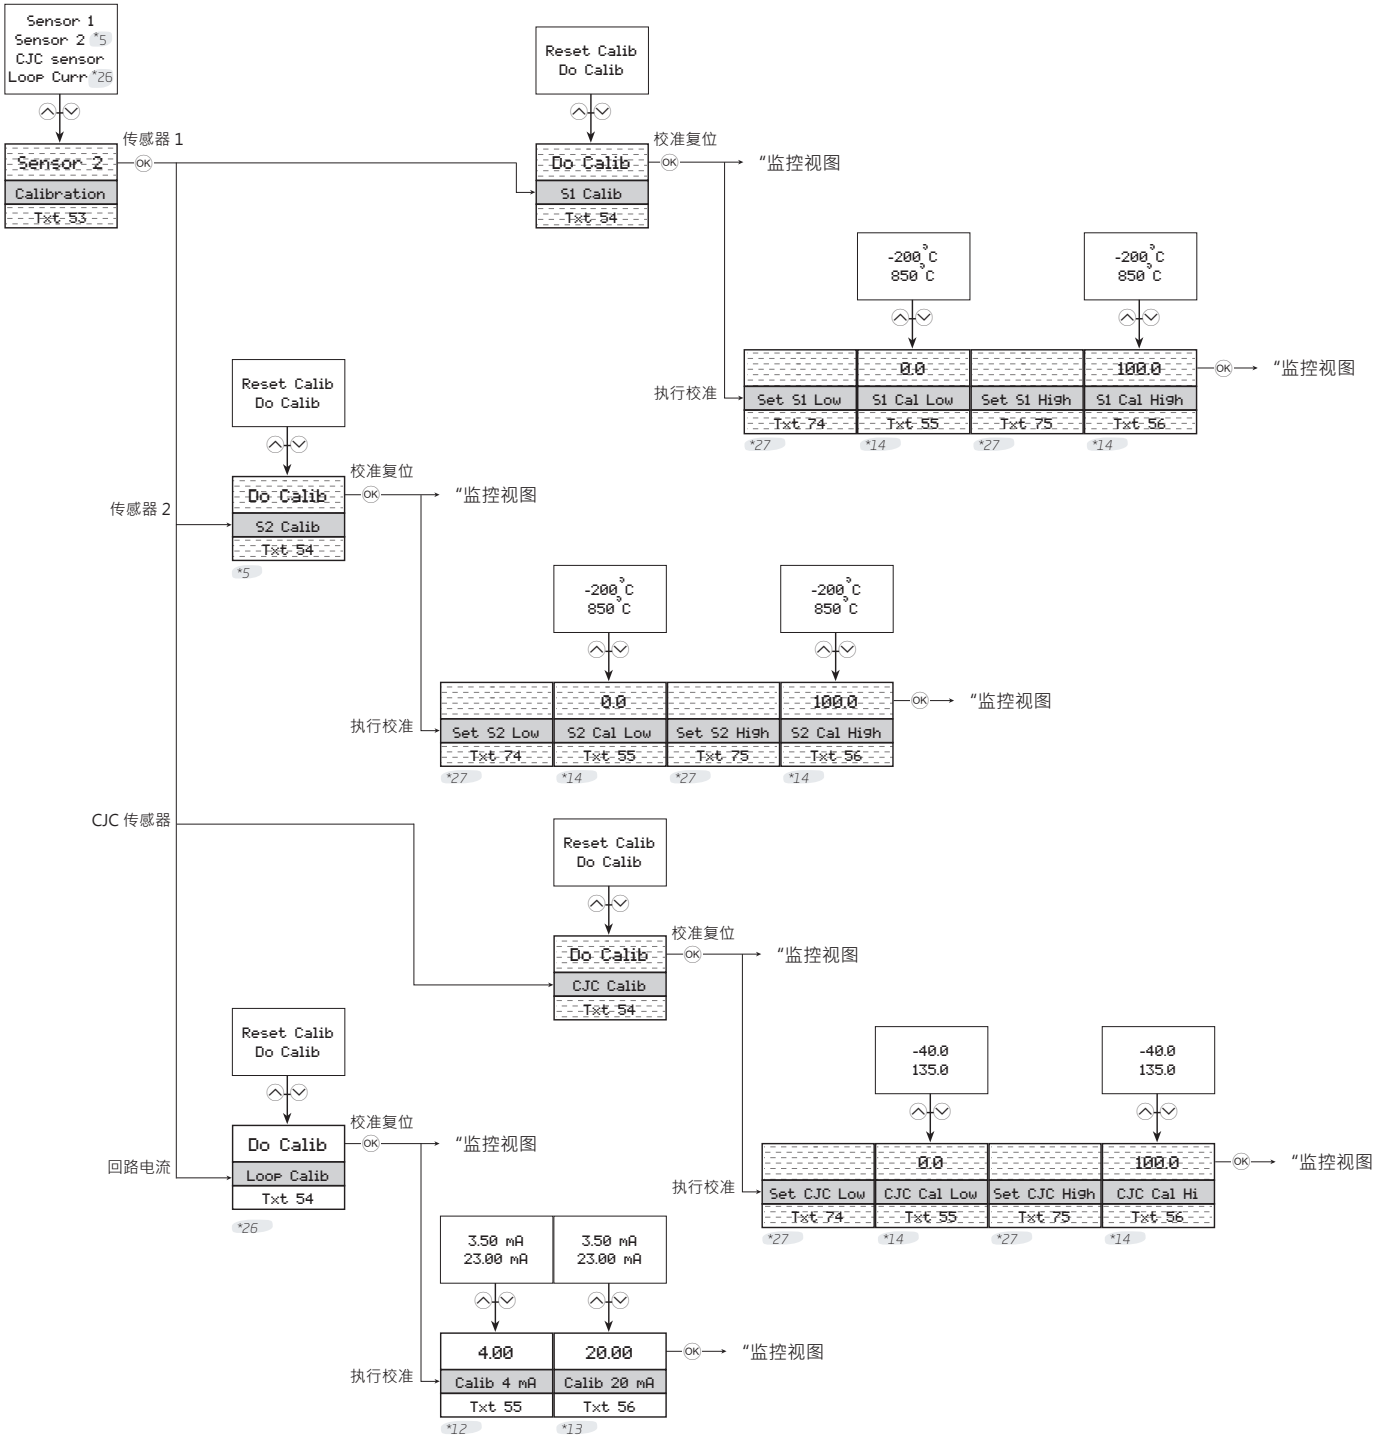 Sensor 1
Sensor 2 *5
CJC sensor
Loop Curr *26
Sensor 2
Calibration
Txt 53
OK
传感器 1
Reset Calib
Do Calib
Do Calib
S1 Calib
Txt 54
校准复位
OK
“监控视图
-200°C
850°C
-200°C
850°C
执行校准
0.0
100.0
Set S1 Low
S1 Cal Low
Set S1 High
S1 Cal High
Txt 74
Txt 55
Txt 75
Txt 56
*27
*14
*27
*14
OK
“监控视图
Reset Calib
Do Calib
传感器 2
Do Calib
S2 Calib
Txt 54
*5
校准复位
OK
“监控视图
-200°C
850°C
-200°C
850°C
执行校准
0.0
100.0
Set S2 Low
S2 Cal Low
Set S2 High
S2 Cal High
Txt 74
Txt 55
Txt 75
Txt 56
*27
*14
*27
*14
OK
“监控视图
CJC 传感器
Reset Calib
Do Calib
Do Calib
CJC Calib
Txt 54
校准复位
OK
“监控视图
-40.0
135.0
-40.0
135.0
执行校准
0.0
100.0
Set CJC Low
CJC Cal Low
Set CJC High
CJC Cal Hi
Txt 74
Txt 55
Txt 75
Txt 56
*27
*14
*27
*14
OK
“监控视图
Reset Calib
Do Calib
回路电流
Do Calib
Loop Calib
Txt 54
*26
校准复位
OK
“监控视图
3.50 mA
23.00 mA
3.50 mA
23.00 mA
执行校准
4.00
20.00
Calib 4 mA
Calib 20 mA
Txt 55
Txt 56
*12
*13
OK
“监控视图